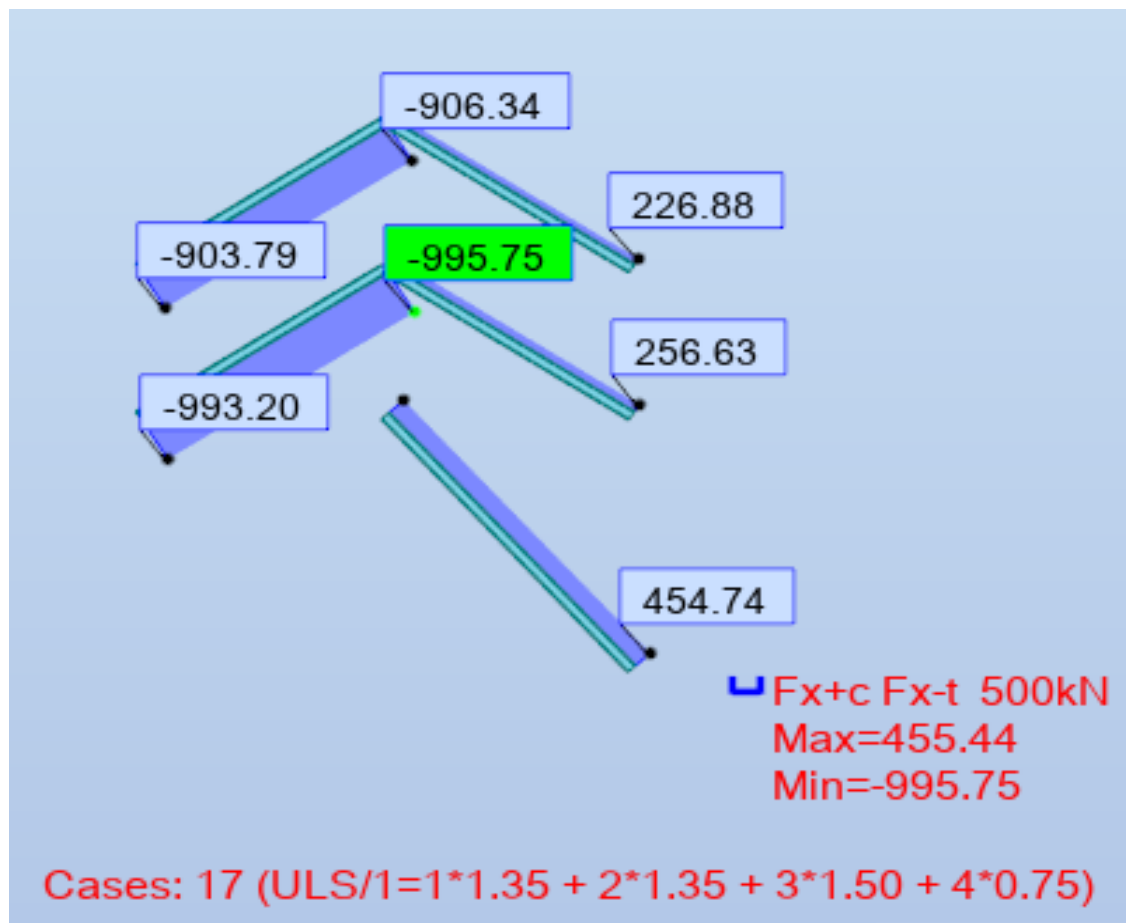 -906.34
226.88
-903.79
-995.75
256.63
-993.20
454.74
Fx+c Fx-t 500kN
Max=455.44
Min=-995.75
Cases: 17 (ULS/1=1*1.35 + 2*1.35 + 3*1.50 + 4*0.75)